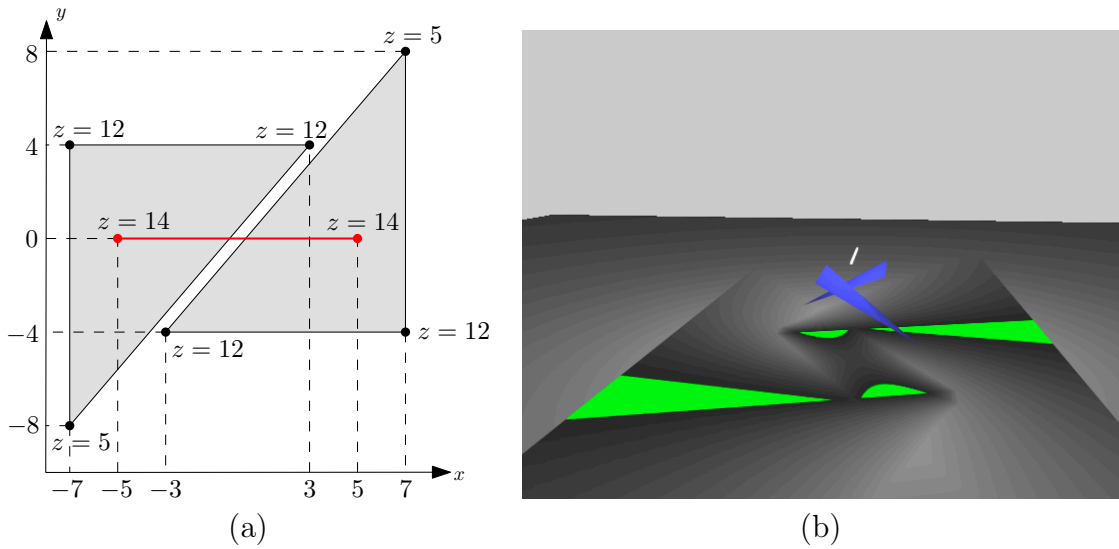 y
z = 5
8
z = 12
z = 12
4
z = 14
z = 14
0
−4
z = 12
z = 12
−8
z = 5
x
−7
−5
−3
3
5
7
(a)
(b)